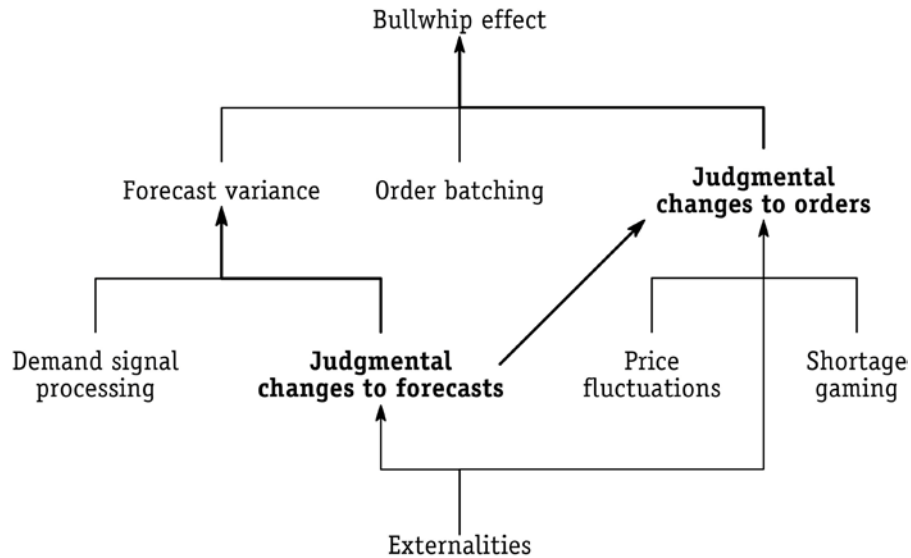 Bullwhip effect
Forecast variance
Order batching
Judgmental
changes to orders
Demand signal
processing
Judgmental
changes to forecasts
Price
fluctuations
Shortage
gaming
Externalities